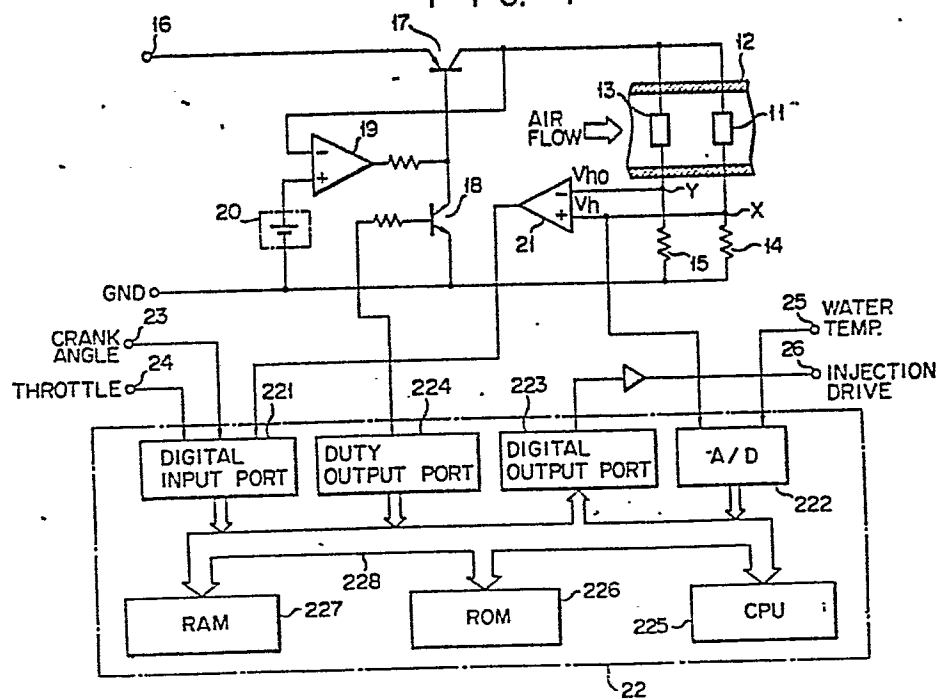 FIG. 1
16
17
12
13
11
AIR
FLOW
19
18
Vho
Y
Vh
X
20
21
15
14
GND
23
CRANK
ANGLE
24
THROTTLE
25
WATER
TEMP.
26
INJECTION
DRIVE
221
224
223
DIGITAL
INPUT PORT
DUTY
OUTPUT PORT
DIGITAL
OUTPUT PORT
A/D
222
228
RAM
227
ROM
226
CPU
225
22